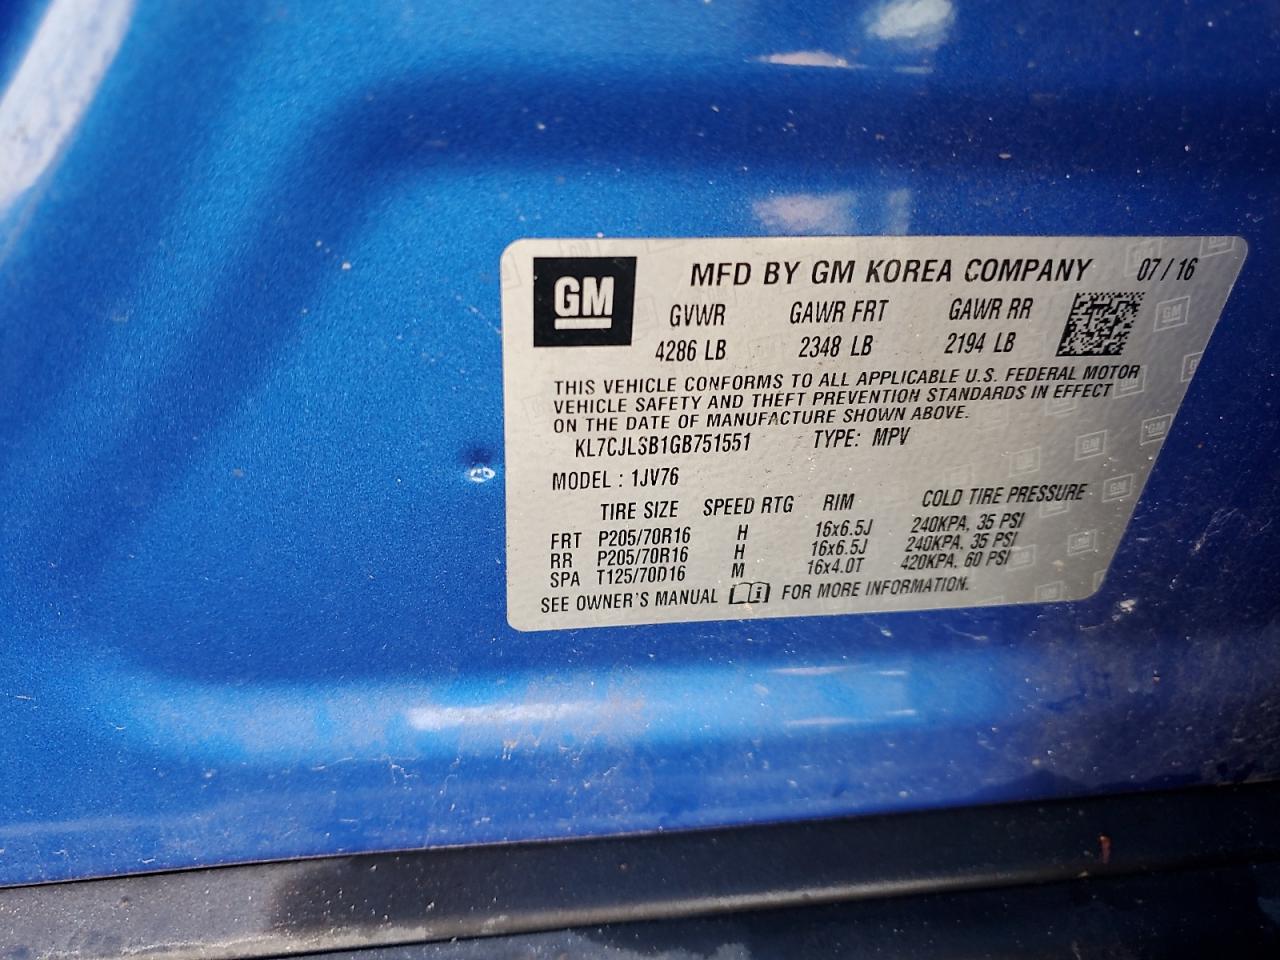 GM
MFD BY GM KOREA COMPANY 07/16
GVWR GAWR FRT GAWR RR
4286 LB 2348 LB 2194 LB
THIS VEHICLE CONFORMS TO ALL APPLICABLE U.S. FEDERAL MOTOR
VEHICLE SAFETY AND THEFT PREVENTION STANDARDS IN EFFECT
ON THE DATE OF MANUFACTURE SHOWN ABOVE.
KL7CJLSB1GB751551 TYPE: MPV
MODEL : 1JV76
TIRE SIZE SPEED RTG RIM COLD TIRE PRESSURE
FRT P205/70R16 H 16x6.5J 240KPA, 35 PSI
RR P205/70R16 H 16x6.5J 240KPA, 35 PSI
SPA T125/70D16 M 16x4.0T 420KPA, 60 PSI
SEE OWNER'S MANUAL i FOR MORE INFORMATION.